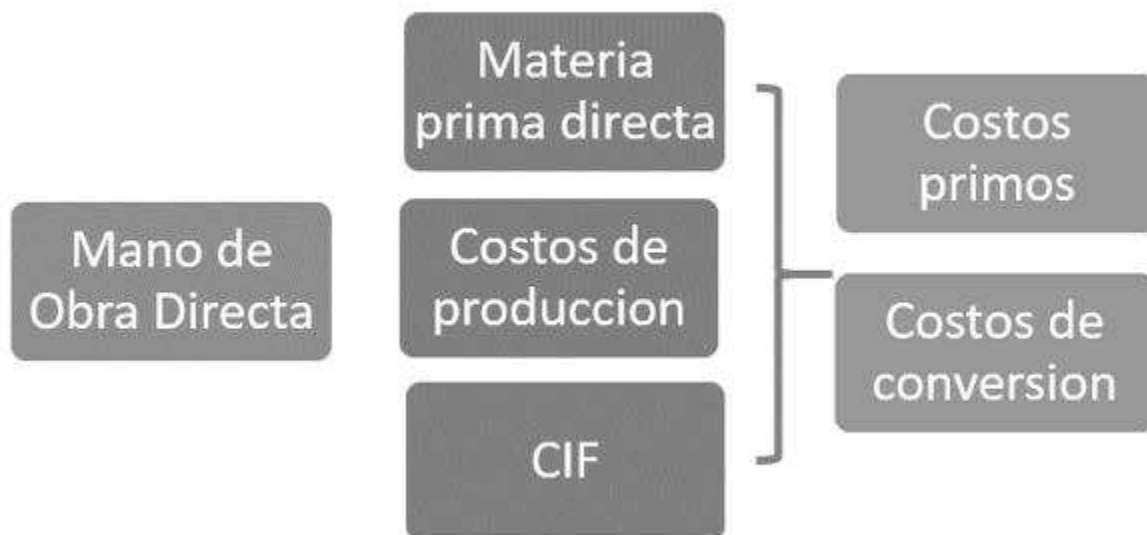 Mano de
Obra Directa
Materia
prima directa
Costos de
produccion
CIF
Costos
primos
Costos de
conversion